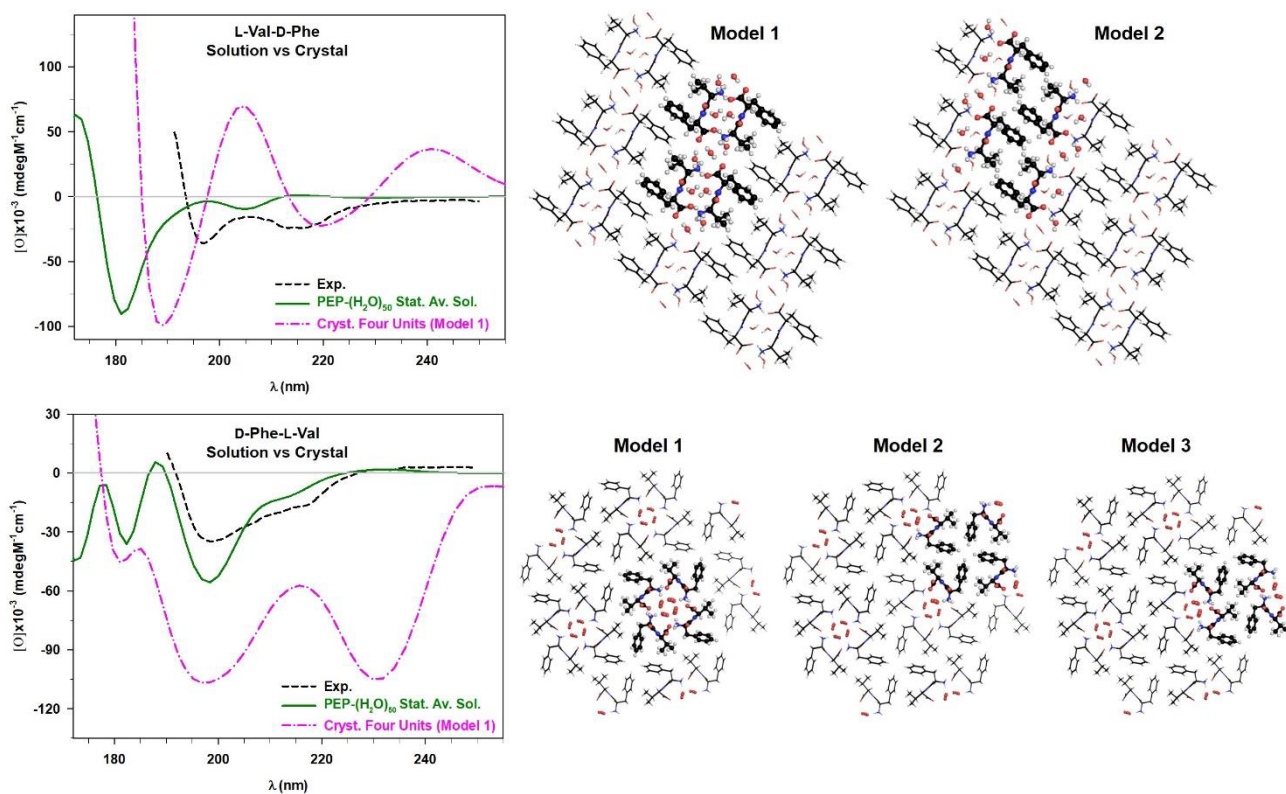 L-Val-D-Phe
Solution vs Crystal
[Θ]x10⁻³ (mdegM⁻¹cm⁻¹)
100
50
0
-50
-100
Exp.
PEP-(H₂O)₅₀ Stat. Av. Sol.
Cryst. Four Units (Model 1)
180 200 220 240
λ (nm)
Model 1 Model 2
D-Phe-L-Val
Solution vs Crystal
[Θ]x10⁻³ (mdegM⁻¹cm⁻¹)
30
0
-30
-60
-90
-120
Exp.
PEP-(H₂O)₅₀ Stat. Av. Sol.
Cryst. Four Units (Model 1)
180 200 220 240
λ (nm)
Model 1 Model 2 Model 3